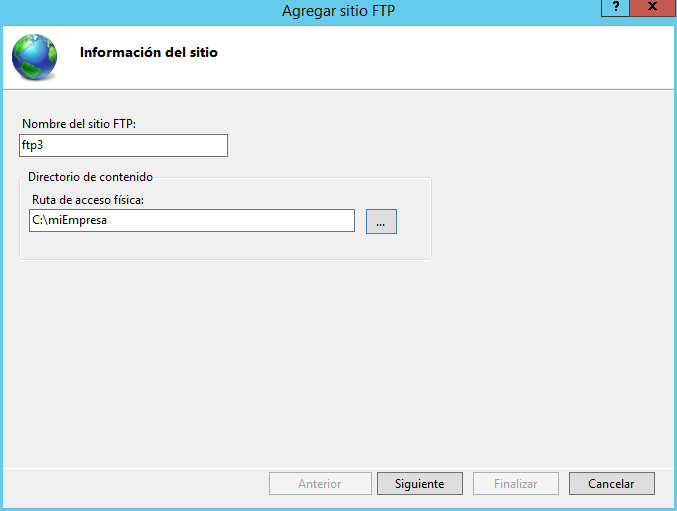 Agregar sitio FTP
?
x
Información del sitio
Nombre del sitio FTP:
ftp3
Directorio de contenido
Ruta de acceso física:
C:\miEmpresa
...
Anterior
Siguiente
Finalizar
Cancelar